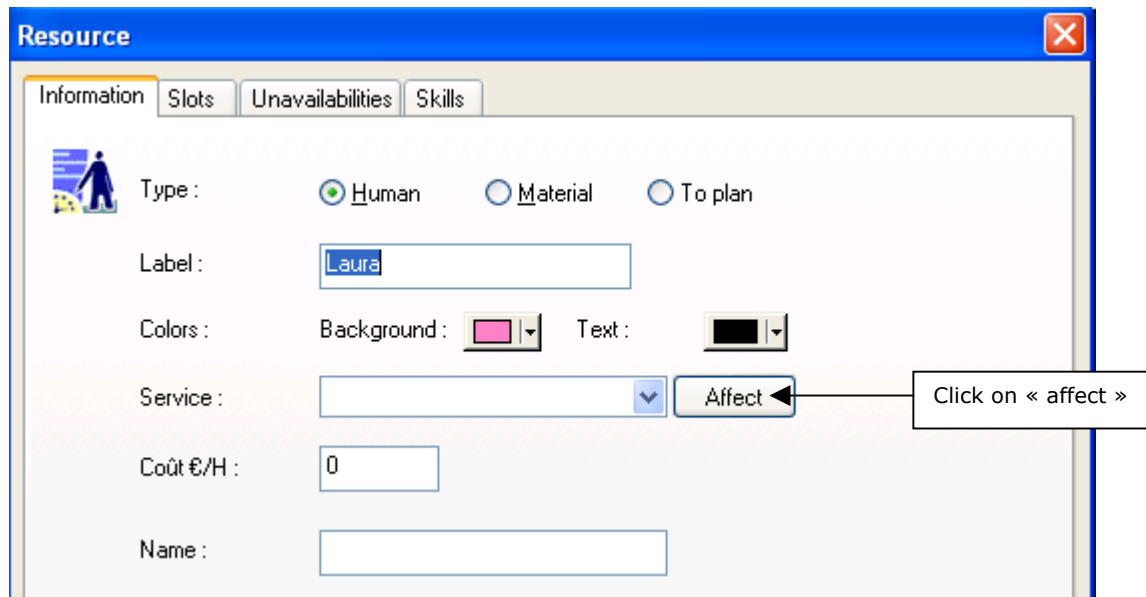 Resource
Information Slots Unavailabilities Skills
Type : Human Material To plan
Label : Laura
Colors : Background : Text :
Service : Affect Click on « affect »
Coût €/H : 0
Name :